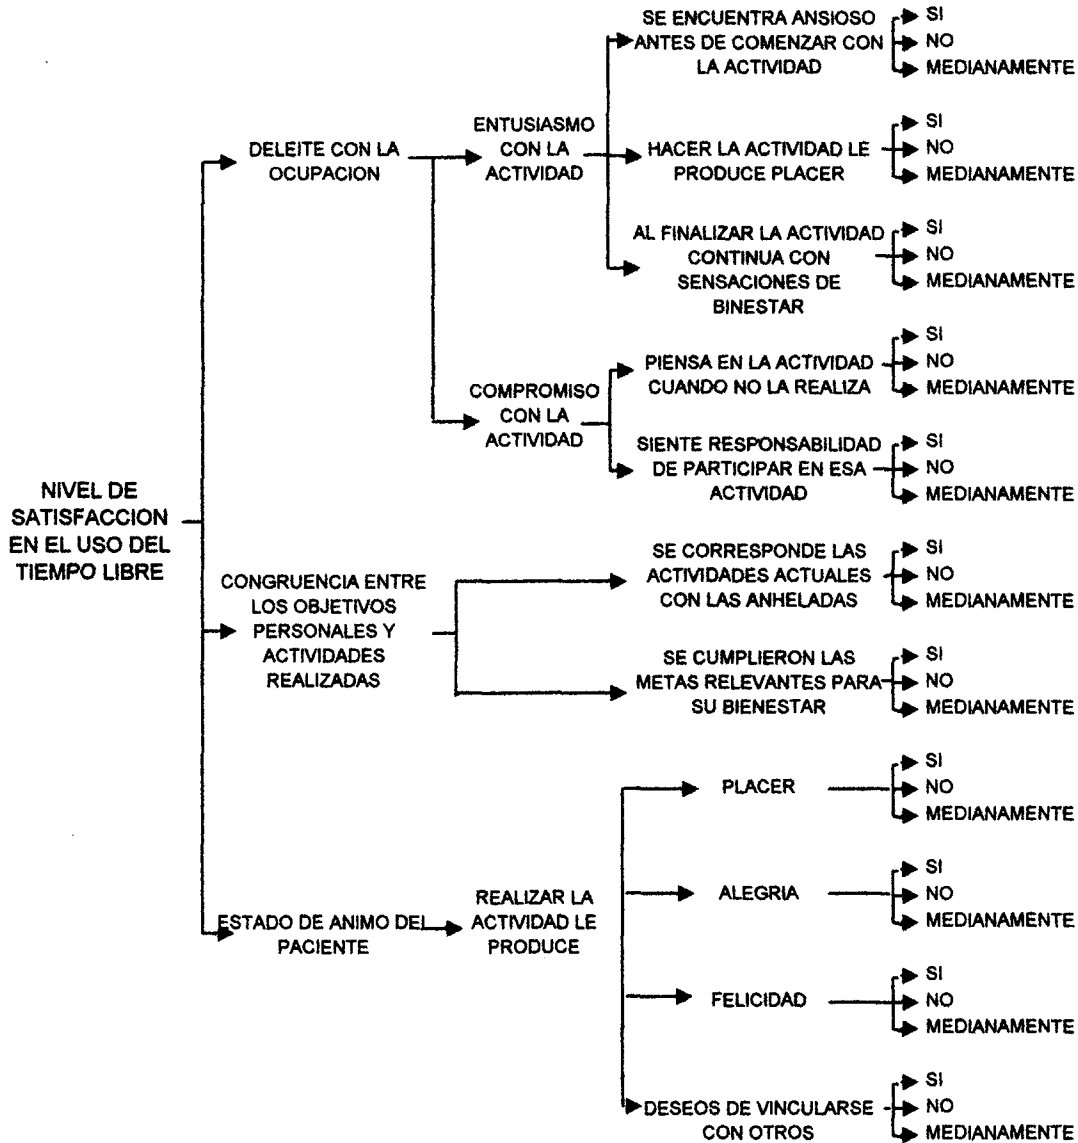 NIVEL DE
SATISFACCION
EN EL USO DEL
TIEMPO LIBRE
DELEITE CON LA
OCUPACION
ENTUSIASMO
CON LA
ACTIVIDAD
SE ENCUENTRA ANSIOSO
ANTES DE COMENZAR CON
LA ACTIVIDAD
SI
NO
MEDIANAMENTE
HACER LA ACTIVIDAD LE
PRODUCE PLACER
SI
NO
MEDIANAMENTE
AL FINALIZAR LA ACTIVIDAD
CONTINUA CON
SENSACIONES DE
BINESTAR
SI
NO
MEDIANAMENTE
COMPROMISO
CON LA
ACTIVIDAD
PIENSA EN LA ACTIVIDAD
CUANDO NO LA REALIZA
SI
NO
MEDIANAMENTE
SIENTE RESPONSABILIDAD
DE PARTICIPAR EN ESA
ACTIVIDAD
SI
NO
MEDIANAMENTE
CONGRUENCIA ENTRE
LOS OBJETIVOS
PERSONALES Y
ACTIVIDADES
REALIZADAS
SE CORRESPONDE LAS
ACTIVIDADES ACTUALES
CON LAS ANHELADAS
SI
NO
MEDIANAMENTE
SE CUMPLIERON LAS
METAS RELEVANTES PARA
SU BIENESTAR
SI
NO
MEDIANAMENTE
ESTADO DE ANIMO DEL
PACIENTE
REALIZAR LA
ACTIVIDAD LE
PRODUCE
PLACER
SI
NO
MEDIANAMENTE
ALEGRIA
SI
NO
MEDIANAMENTE
FELICIDAD
SI
NO
MEDIANAMENTE
DESEOS DE VINCULARSE
CON OTROS
SI
NO
MEDIANAMENTE